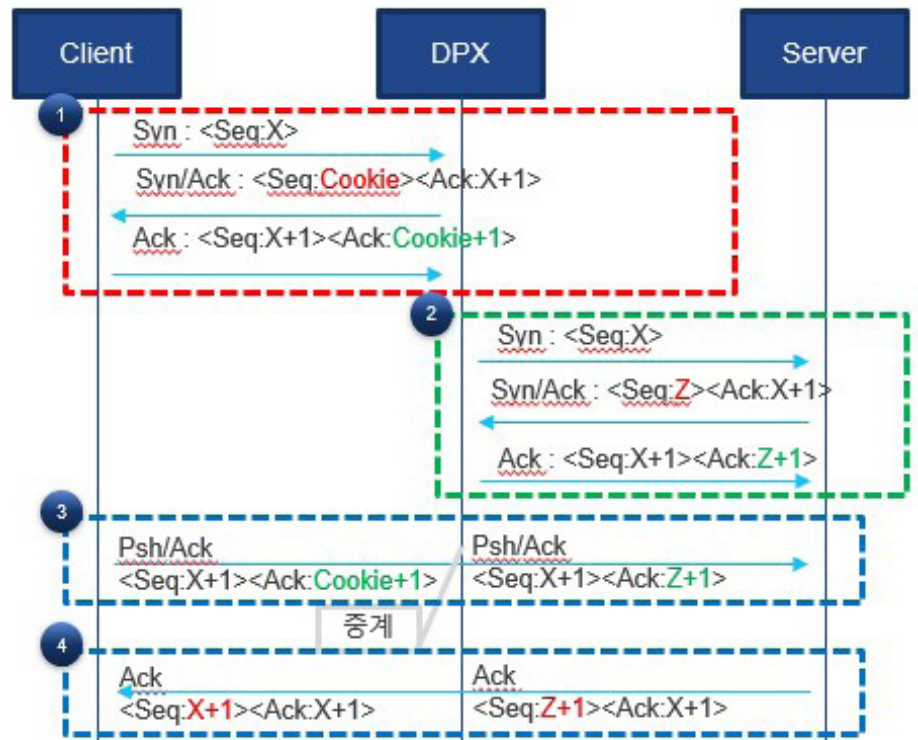 Client
DPX
Server
1
Syn : <Seq:X>
Syn/Ack : <Seq:Cookie><Ack:X+1>
Ack : <Seq:X+1><Ack:Cookie+1>
2
Syn : <Seq:X>
Syn/Ack : <Seq:Z><Ack:X+1>
Ack : <Seq:X+1><Ack:Z+1>
3
Psh/Ack
<Seq:X+1><Ack:Cookie+1>
Psh/Ack
<Seq:X+1><Ack:Z+1>
중계
4
Ack
<Seq:X+1><Ack:X+1>
Ack
<Seq:Z+1><Ack:X+1>